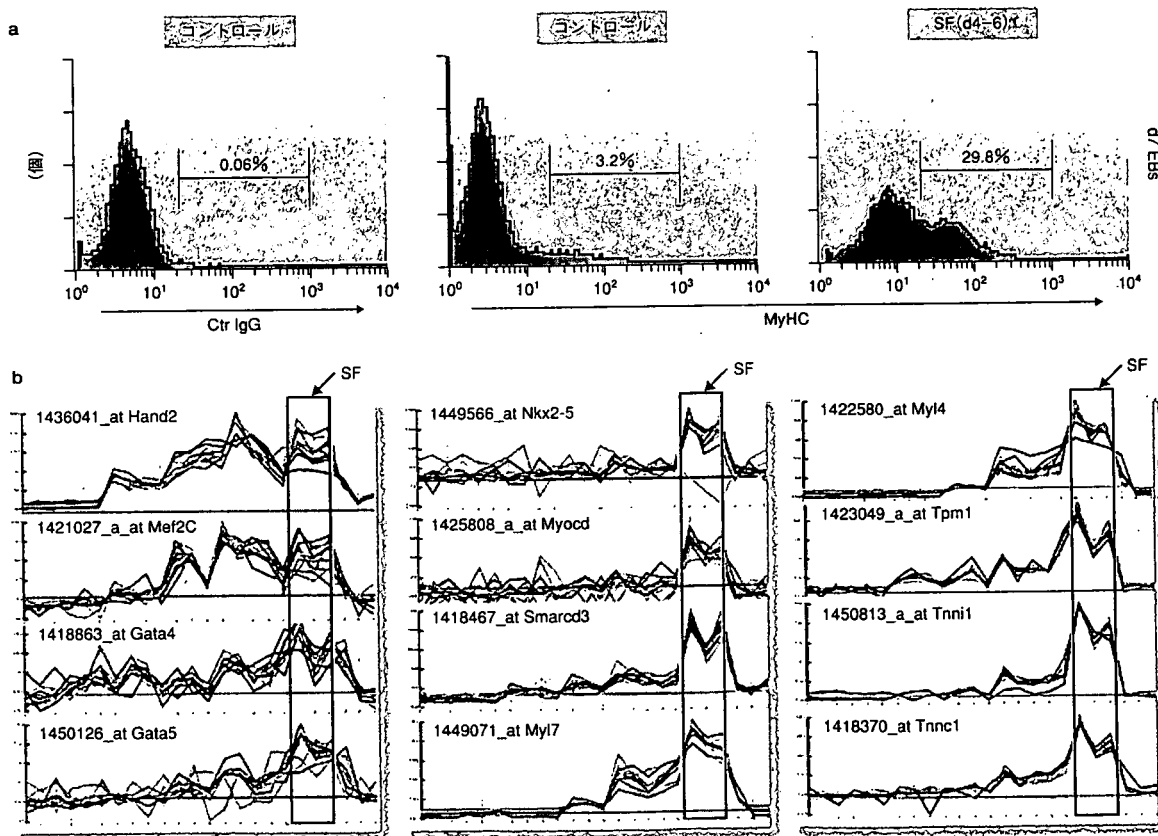 a
コントロール
コントロール
SF(d4-6)で
(個)
0.06%
3.2%
29.8%
d7 EBs
10⁰ 10¹ 10² 10³ 10⁴
10⁰ 10¹ 10² 10³ 10⁴
10⁰ 10¹ 10² 10³ 10⁴
Ctr IgG
MyHC
b
SF
SF
SF
1436041_at Hand2
1449566_at Nkx2-5
1422580_at Myl4
1421027_a_at Mef2C
1425808_a_at Myocd
1423049_a_at Tpm1
1418863_at Gata4
1418467_at Smarcd3
1450813_a_at Tnni1
1450126_at Gata5
1449071_at Myl7
1418370_at Tnnc1